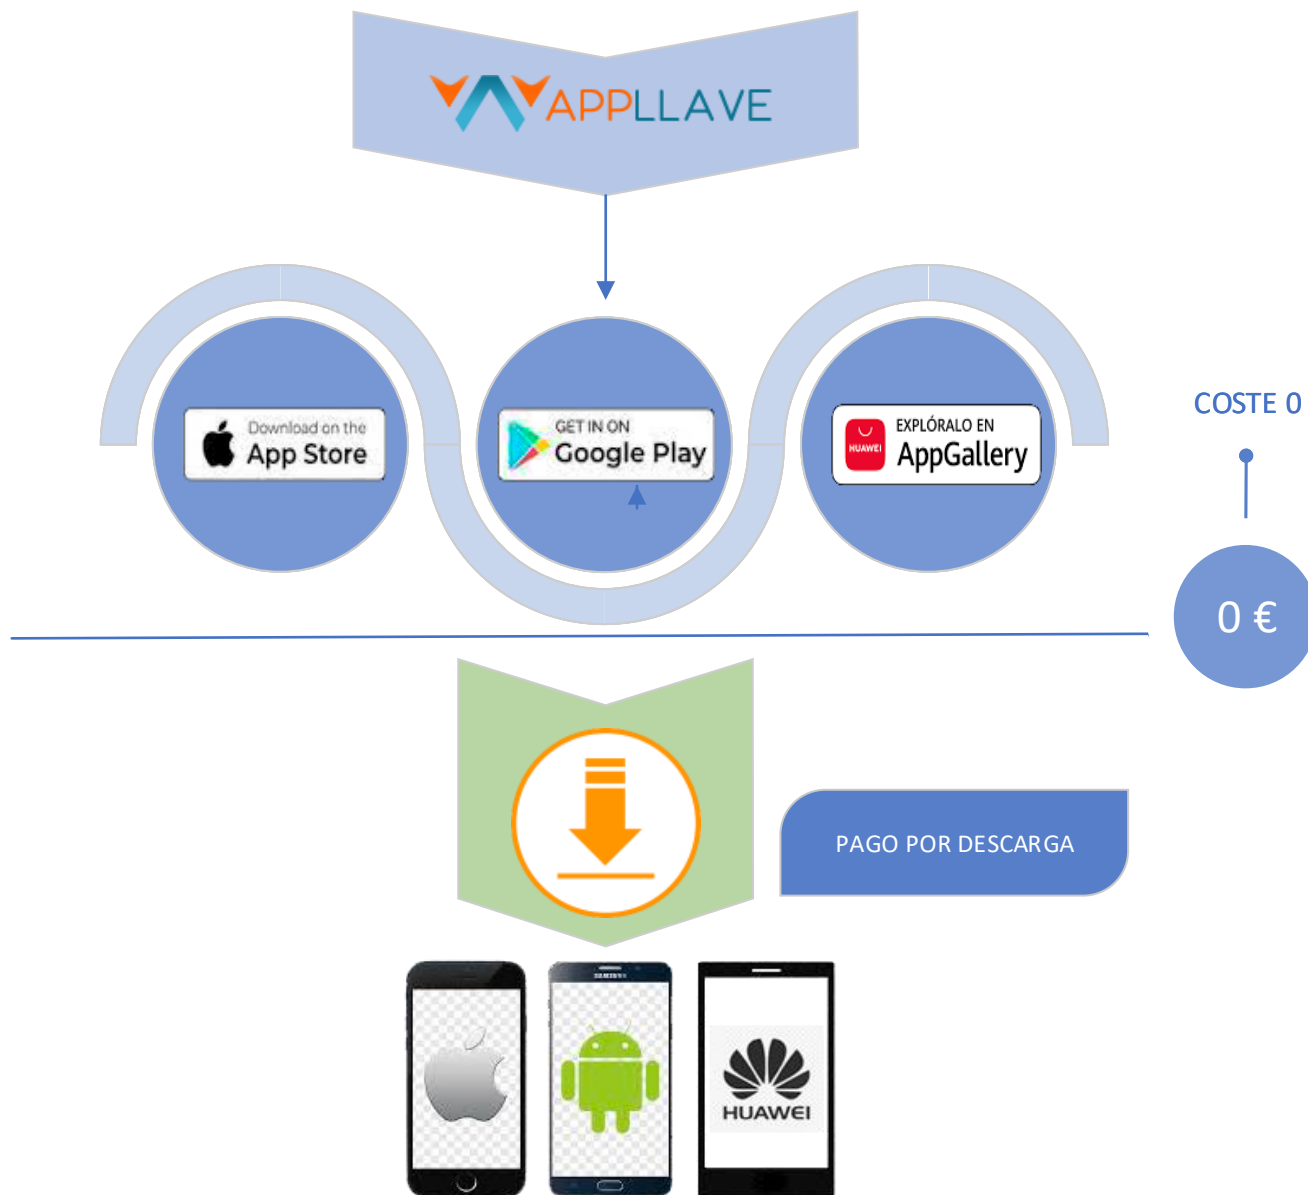 APPLLAVE
Download on the
App Store
GET IN ON
Google Play
HUAWEI
EXPLÓRALO EN
AppGallery
COSTE 0
0 €
PAGO POR DESCARGA
SAMSUNG
HUAWEI